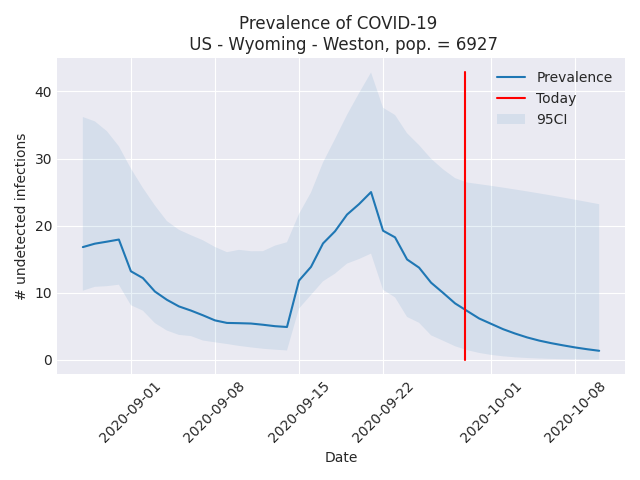 Prevalence of COVID-19
US - Wyoming - Weston, pop. = 6927
# undetected infections
40
30
20
10
0
Prevalence
Today
95CI
2020-09-01
2020-09-08
2020-09-15
2020-09-22
2020-10-01
2020-10-08
Date